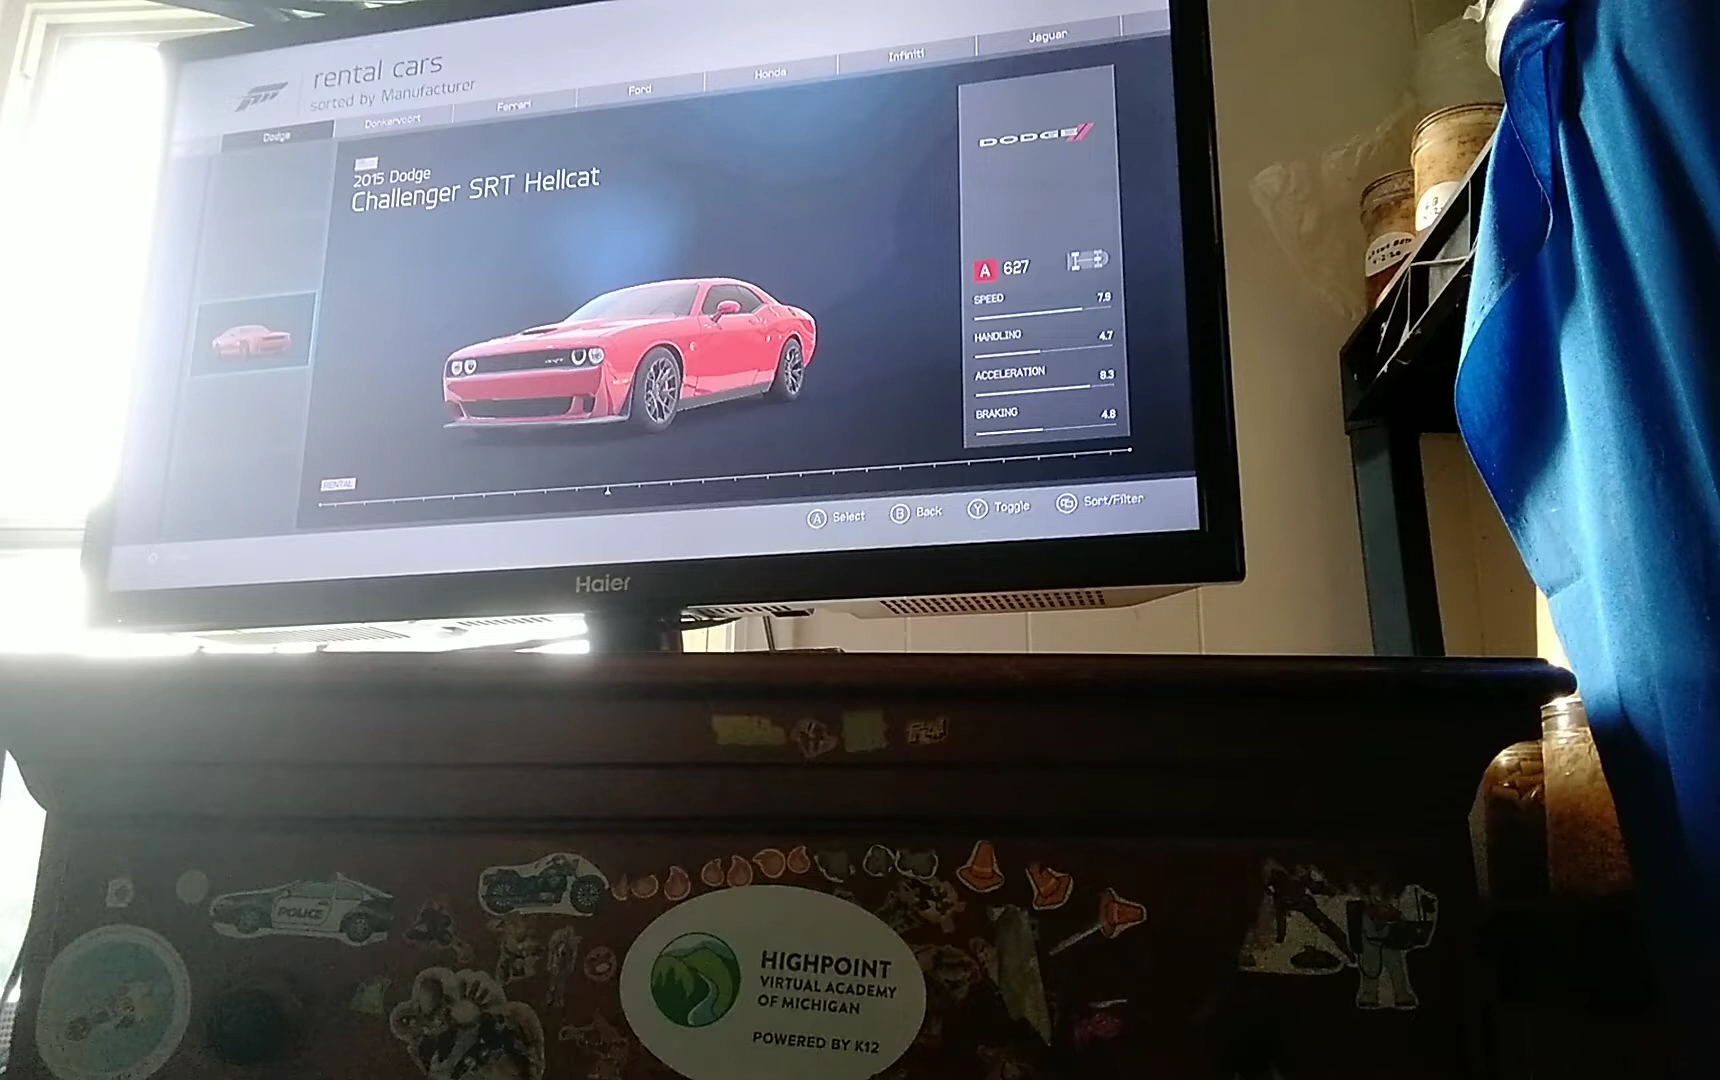 rental cars
sorted by Manufacturer
Dodge
Donkervoort
Ferrari
Ford
Honda
Infiniti
Jaguar
2015 Dodge
Challenger SRT Hellcat
DODGE
A 627
SPEED 7.9
HANDLING 4.7
ACCELERATION 8.3
BRAKING 4.8
RENTAL
A Select
B Back
Y Toggle
Sort/Filter
Haier
POLICE
HIGHPOINT
VIRTUAL ACADEMY
OF MICHIGAN
POWERED BY K12